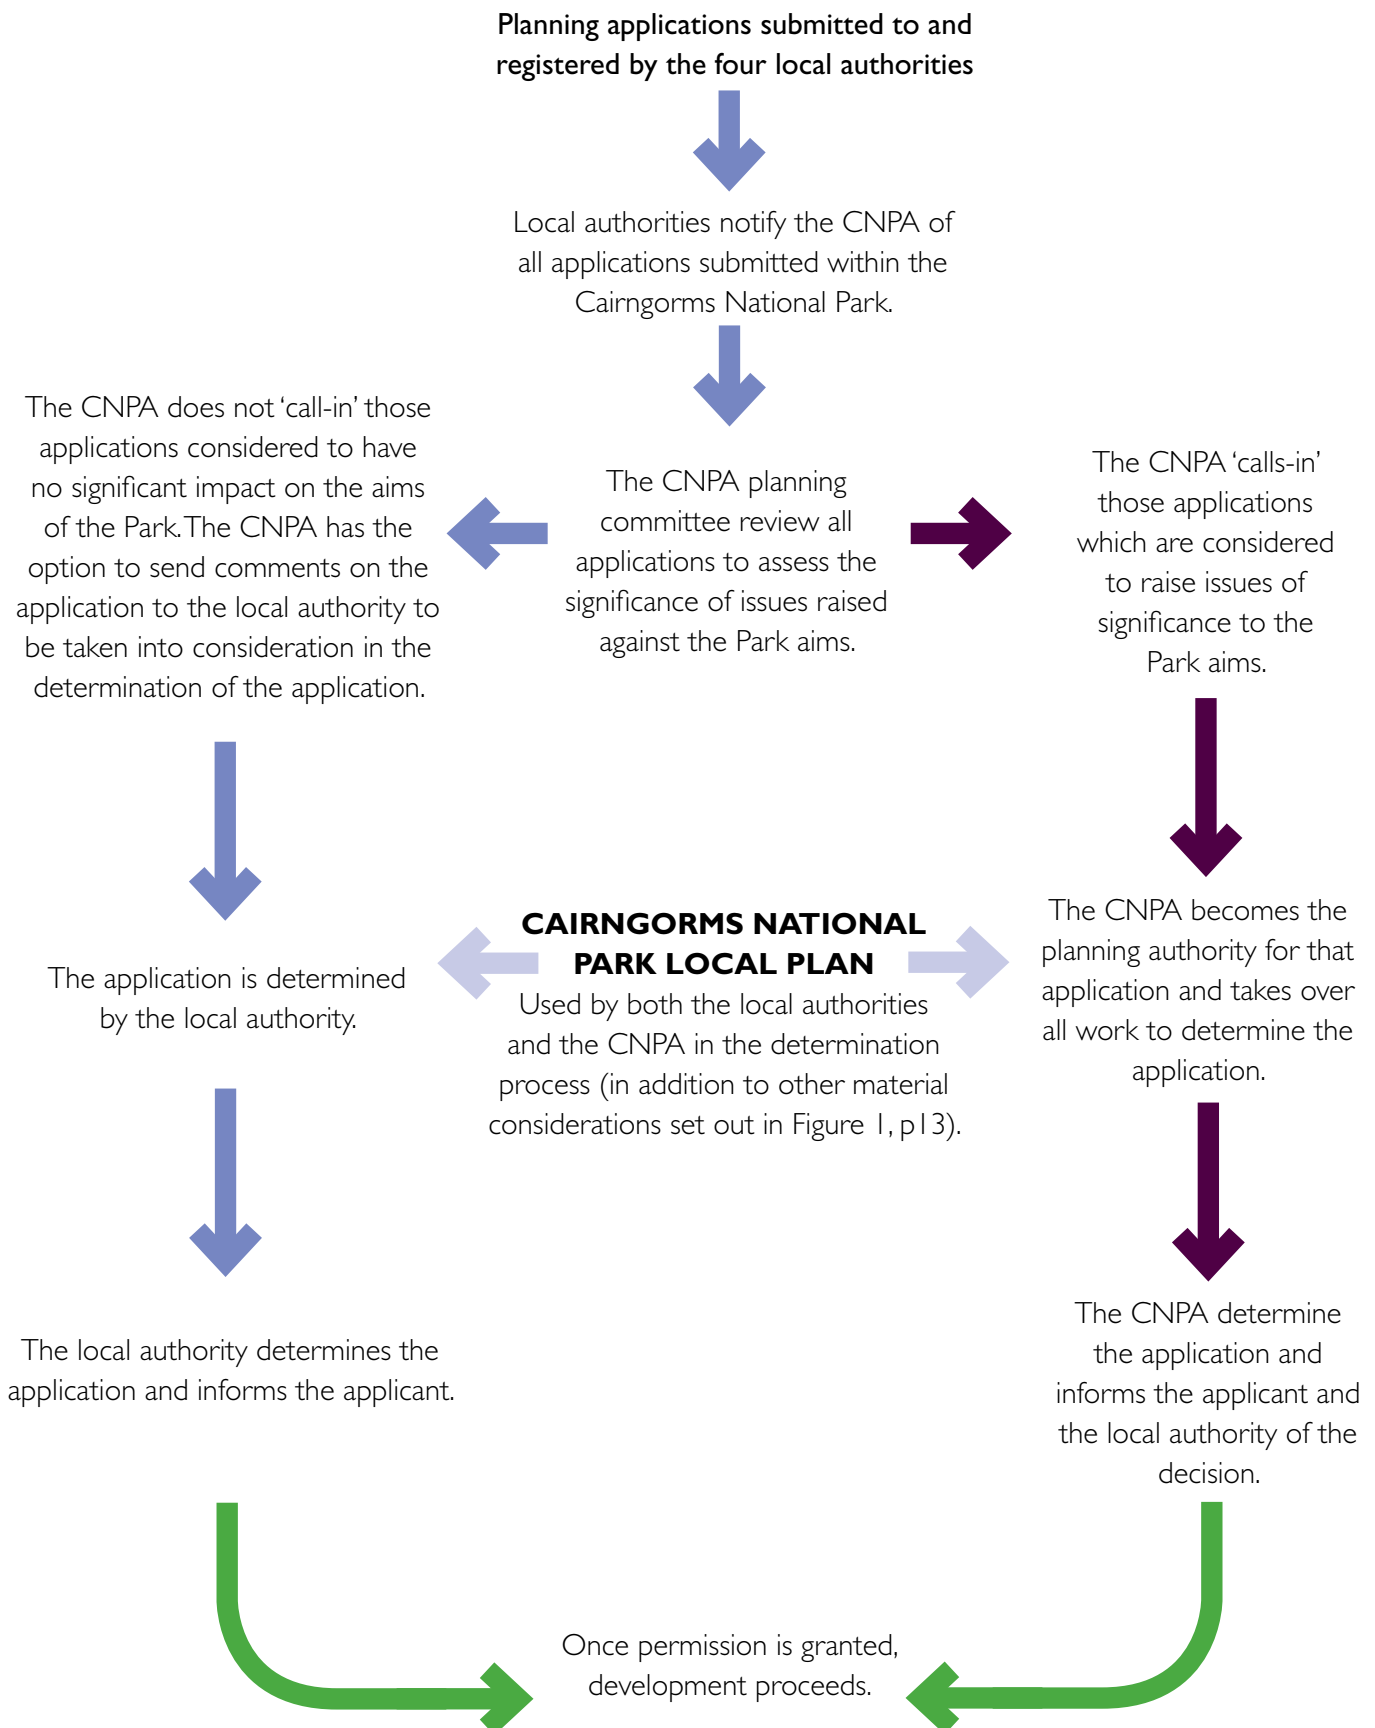 Planning applications submitted to and
registered by the four local authorities
Local authorities notify the CNPA of
all applications submitted within the
Cairngorms National Park.
The CNPA does not ‘call-in’ those
applications considered to have
no significant impact on the aims
of the Park. The CNPA has the
option to send comments on the
application to the local authority to
be taken into consideration in the
determination of the application.
The CNPA planning
committee review all
applications to assess the
significance of issues raised
against the Park aims.
The CNPA ‘calls-in’
those applications
which are considered
to raise issues of
significance to the
Park aims.
The application is determined
by the local authority.
CAIRNGORMS NATIONAL
PARK LOCAL PLAN
Used by both the local authorities
and the CNPA in the determination
process (in addition to other material
considerations set out in Figure 1, p13).
The CNPA becomes the
planning authority for that
application and takes over
all work to determine the
application.
The local authority determines the
application and informs the applicant.
The CNPA determine
the application and
informs the applicant and
the local authority of the
decision.
Once permission is granted,
development proceeds.